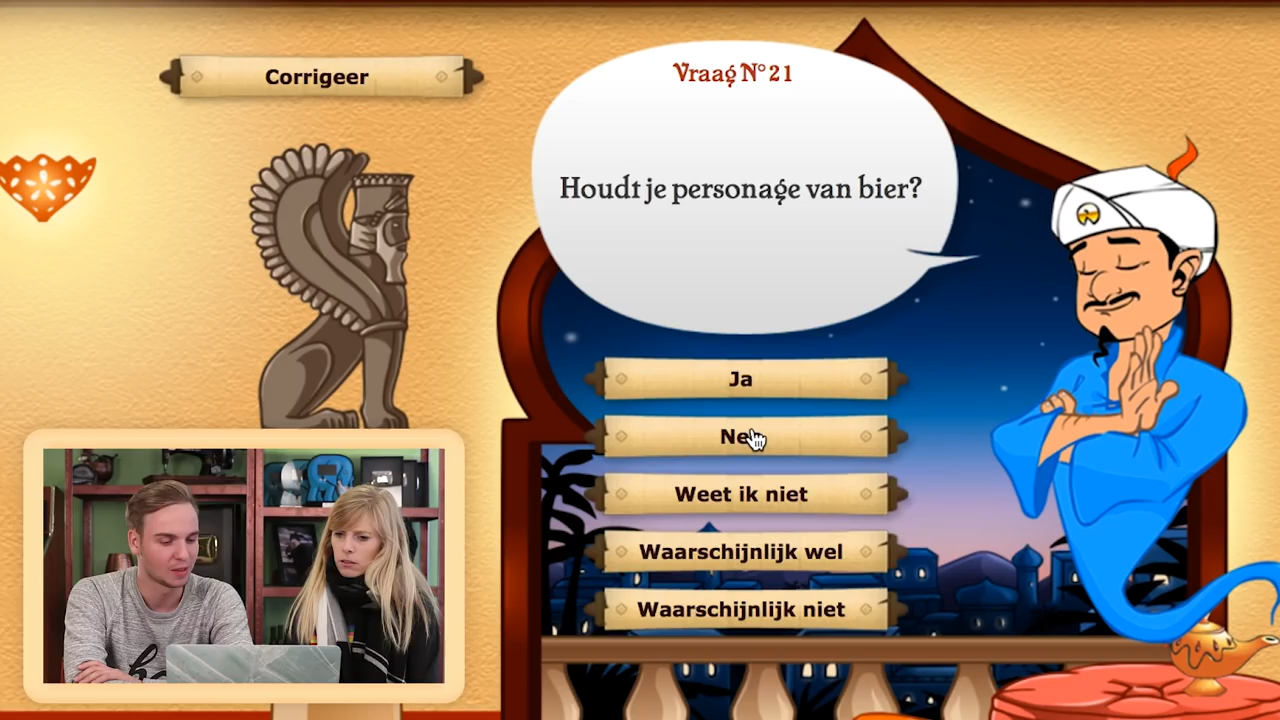 Corrigeer
Vraag N° 21
Houdt je personage van bier?
Ja
Weet ik niet
Waarschijnlijk wel
Waarschijnlijk niet